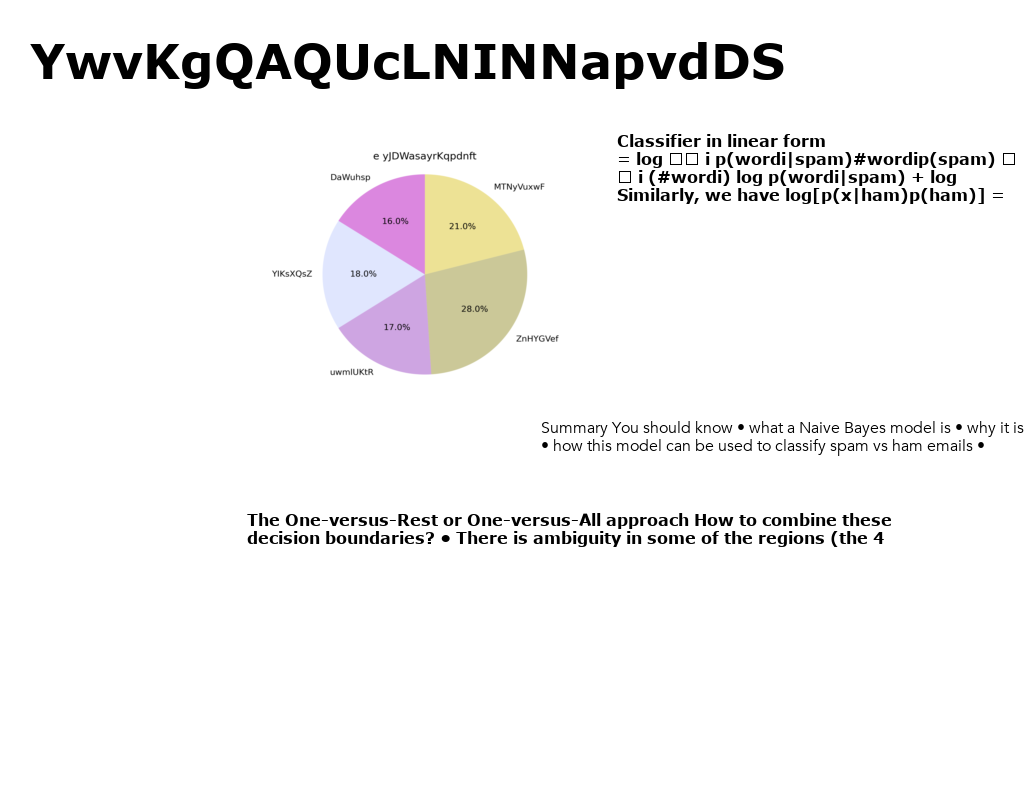 YwvKgQAQUcLNINNapvdDS
e yJDWasayrKqpdnft
DaWuhsp
MTNyVuxwF
16.0%
21.0%
YlKsXQsZ
18.0%
28.0%
17.0%
ZnHYGVef
uwmlUKtR
Classifier in linear form
= log □□ i p(wordi|spam)#wordip(spam) □
□ i (#wordi) log p(wordi|spam) + log
Similarly, we have log[p(x|ham)p(ham)] =
Summary You should know • what a Naive Bayes model is • why it is
• how this model can be used to classify spam vs ham emails •
The One-versus-Rest or One-versus-All approach How to combine these
decision boundaries? • There is ambiguity in some of the regions (the 4